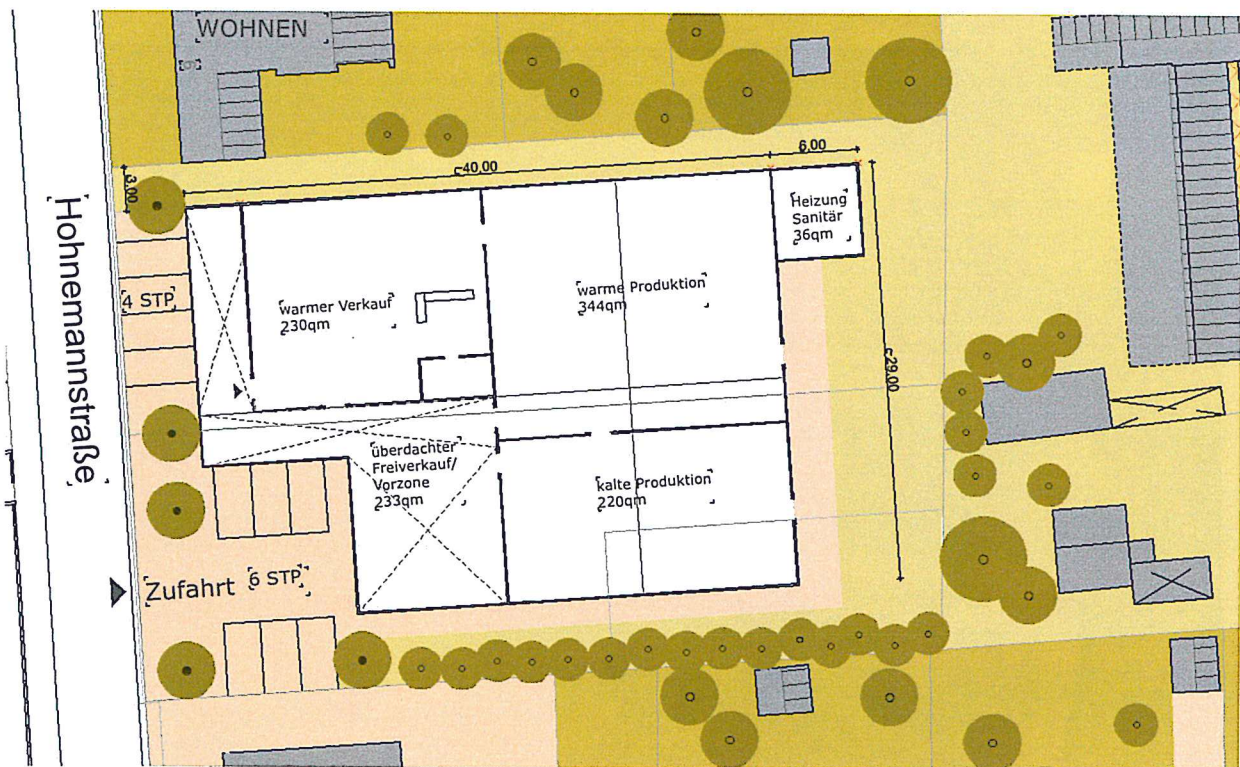 WOHNEN
40,00
6.00
3.00
Heizung
Sanitär
36qm
Hohnemannstraße
4 STP
warmer Verkauf
230qm
warme Produktion
344qm
29.00
überdachter
Freiverkauf/
Vorzone
233qm
kalte Produktion
220qm
Zufahrt 6 STP